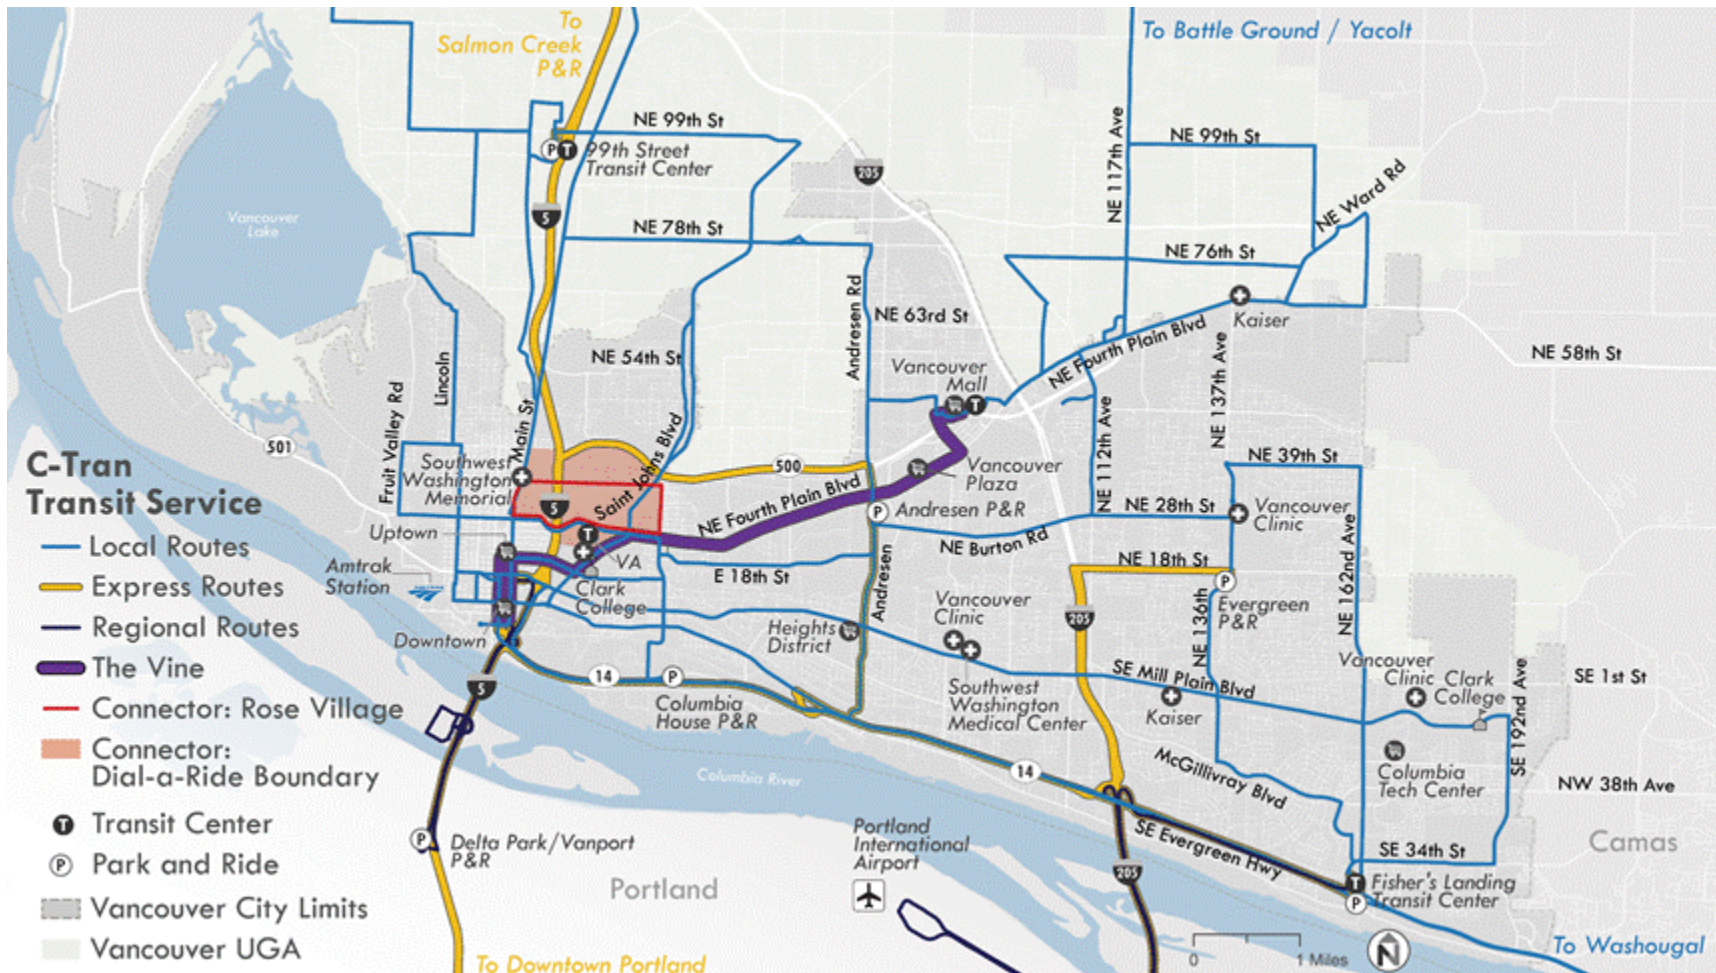 To
Salmon Creek
P&R
To Battle Ground / Yacolt
NE 99th St
99th Street
Transit Center
P
T
205
NE 117th Ave
NE 99th St
NE Ward Rd
Vancouver
Lake
5
NE 78th St
NE 76th St
Andresen Rd
NE 63rd St
Kaiser
NE Fourth Plain Blvd
NE 137th Ave
NE 58th St
Lincoln
NE 54th St
Vancouver
Mall
T
Fruit Valley Rd
Main St
Saint Johns Blvd
NE 112th Ave
501
Southwest
Washington
Memorial
500
Vancouver
Plaza
NE 39th St
5
NE Fourth Plain Blvd
P
Andresen P&R
NE 28th St
Vancouver
Clinic
NE 162nd Ave
Uptown
T
VA
NE Burton Rd
NE 18th St
Amtrak
Station
Clark
College
E 18th St
Andresen
P
Evergreen
P&R
NE 136th
Vancouver
Clinic
205
Downtown
Heights
District
14
P
Columbia
House P&R
Southwest
Washington
Medical Center
SE Mill Plain Blvd
Kaiser
Vancouver
Clinic
Clark
College
SE 192nd Ave
SE 1st St
5
Columbia River
14
McGillivray Blvd
Columbia
Tech Center
NW 38th Ave
P
Delta Park/Vanport
P&R
Portland
International
Airport
SE Evergreen Hwy
205
SE 34th St
Camas
T
P
Fisher's Landing
Transit Center
Portland
To Downtown Portland
0
1 Miles
N
To Washougal
C-Tran
Transit Service
Local Routes
Express Routes
Regional Routes
The Vine
Connector: Rose Village
Connector:
Dial-a-Ride Boundary
T
Transit Center
P
Park and Ride
Vancouver City Limits
Vancouver UGA